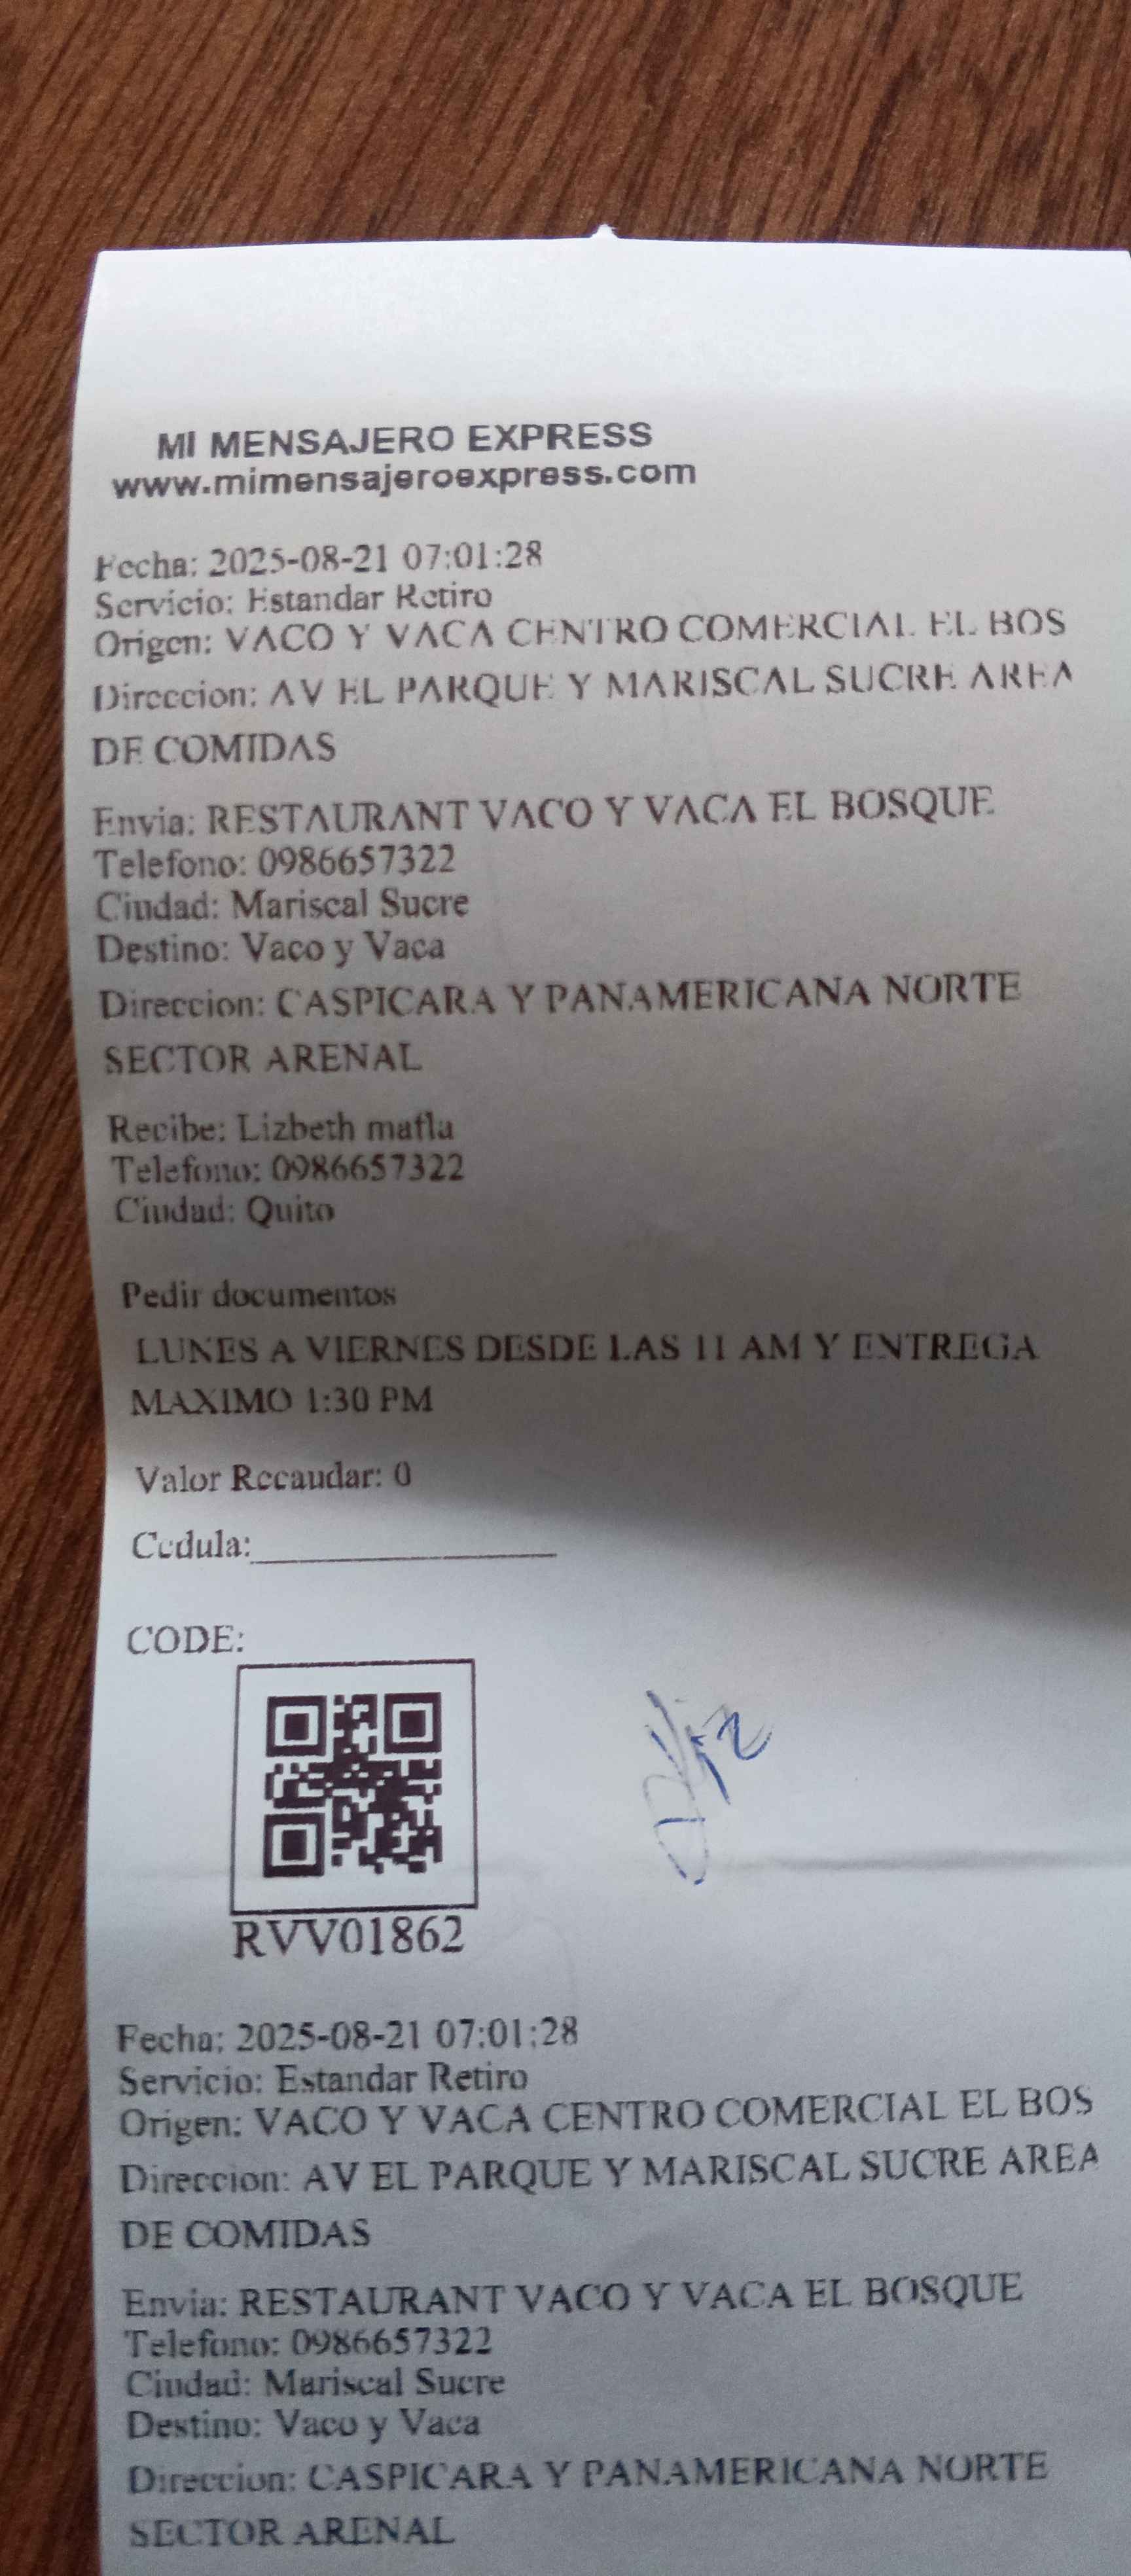 MI MENSAJERO EXPRESS
www.mimensajeroexpress.com
Fecha: 2025-08-21 07:01:28
Servicio: Estandar Retiro
Origen: VACO Y VACA CENTRO COMERCIAL EL BOS
Direccion: AV EL PARQUE Y MARISCAL SUCRE AREA
DE COMIDAS
Envia: RESTAURANT VACO Y VACA EL BOSQUE
Telefono: 0986657322
Ciudad: Mariscal Sucre
Destino: Vaco y Vaca
Direccion: CASPICARA Y PANAMERICANA NORTE
SECTOR ARENAL
Recibe: Lizbeth mafla
Telefono: 0986657322
Ciudad: Quito
Pedir documentos
LUNES A VIERNES DESDE LAS 11 AM Y ENTREGA
MAXIMO 1:30 PM
Valor Recaudar: 0
Cedula:
CODE:
RVV01862
Fecha: 2025-08-21 07:01:28
Servicio: Estandar Retiro
Origen: VACO Y VACA CENTRO COMERCIAL EL BOS
Direccion: AV EL PARQUE Y MARISCAL SUCRE AREA
DE COMIDAS
Envia: RESTAURANT VACO Y VACA EL BOSQUE
Telefono: 0986657322
Ciudad: Mariscal Sucre
Destino: Vaco y Vaca
Direccion: CASPICARA Y PANAMERICANA NORTE
SECTOR ARENAL